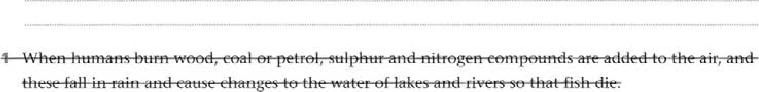 1 When humans burn wood, coal or petrol, sulphur and nitrogen compounds are added to the air, and
these fall in rain and cause changes to the water of lakes and rivers so that fish die.